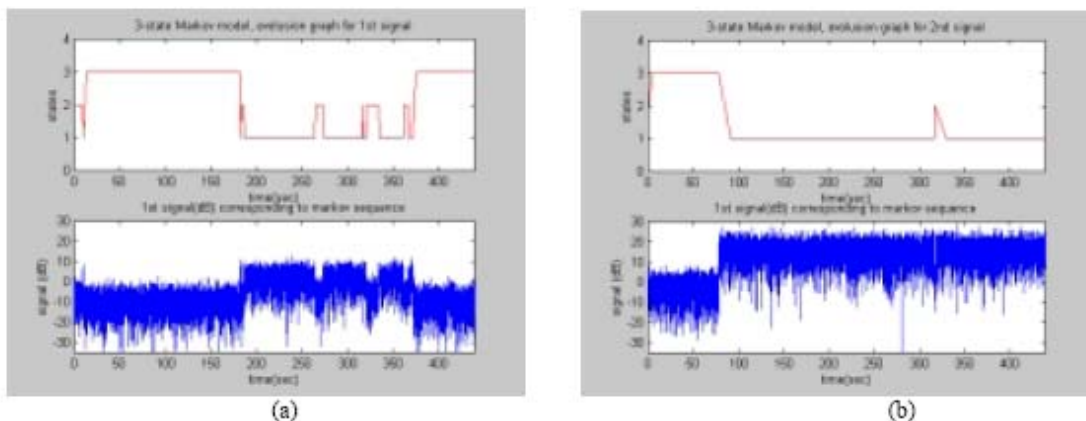 3-state Markov model, evolusion graph for 1st signal
4
3
2
1
0
states
0 50 100 150 200 250 300 350 400
time(sec)
1st signal(dB) corresponding to markov sequence
30
20
10
0
-10
-20
-30
signal (dB)
0 50 100 150 200 250 300 350 400
time(sec)
(a)
3-state Markov model, evolusion graph for 2nd signal
4
3
2
1
0
states
0 50 100 150 200 250 300 350 400
time(sec)
1st signal(dB) corresponding to markov sequence
30
20
10
0
-10
-20
-30
signal (dB)
0 50 100 150 200 250 300 350 400
time(sec)
(b)